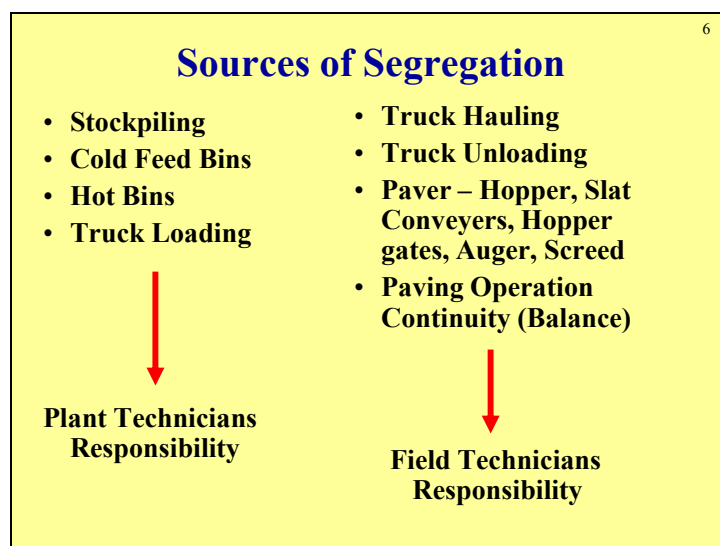 6
Sources of Segregation
• Stockpiling
• Cold Feed Bins
• Hot Bins
• Truck Loading
Plant Technicians
Responsibility
• Truck Hauling
• Truck Unloading
• Paver – Hopper, Slat
Conveyers, Hopper
gates, Auger, Screed
• Paving Operation
Continuity (Balance)
Field Technicians
Responsibility